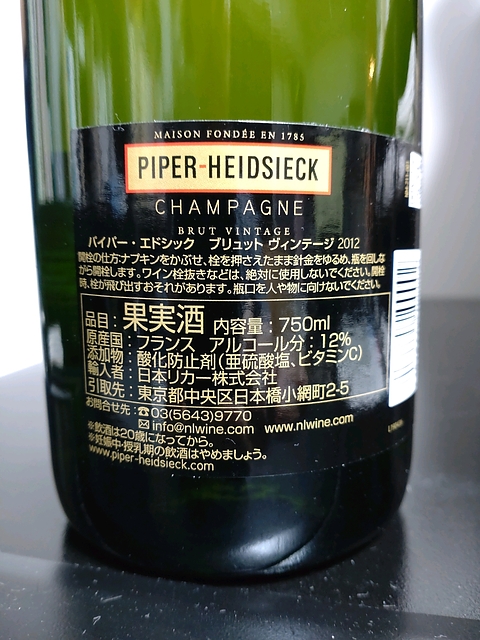 MAISON FONDÉE EN 1785
PIPER-HEIDSIECK
CHAMPAGNE
BRUT VINTAGE
パイパー・エドシック ブリュット ヴィンテージ 2012
開栓の仕方:ナプキンをかぶせ、栓を押さえたまま針金をゆるめ、瓶を回しな
がら開栓します。ワイン栓抜きなどは、絶対に使用しないでください。開栓
時、栓が飛び出すおそれがあります。瓶口を人や物に向けないでください。
品目:果実酒 内容量:750ml
原産国:フランス アルコール分:12%
添加物:酸化防止剤(亜硫酸塩、ビタミンC)
輸入者:日本リカー株式会社
引取先:東京都中央区日本橋小網町2-5
お問合せ先:☎03(5643)9770
✉info@nlwine.com www.nlwine.com
※飲酒は20歳になってから。
※妊娠中・授乳期の飲酒はやめましょう。
www.piper-heidsieck.com